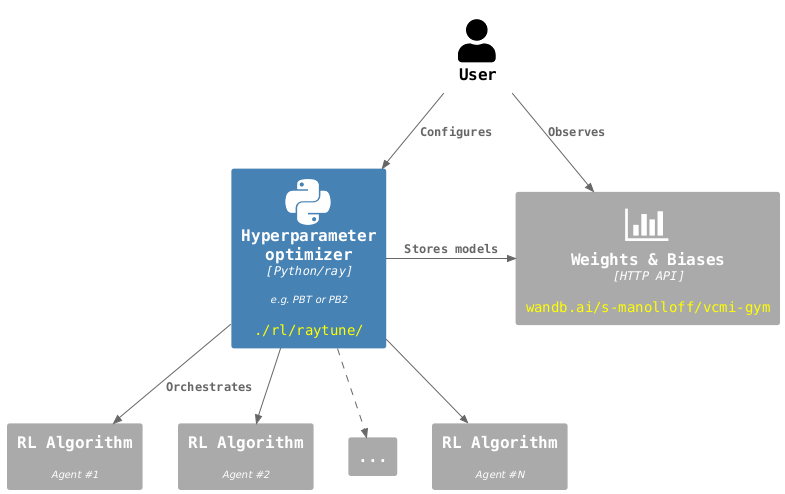 User
Configures
Observes
Hyperparameter
optimizer
[Python/ray]
e.g. PBT or PB2
./rl/raytune/
Stores models
Weights & Biases
[HTTP API]
wandb.ai/s-manolloff/vcmi-gym
Orchestrates
RL Algorithm
Agent #1
RL Algorithm
Agent #2
...
RL Algorithm
Agent #N